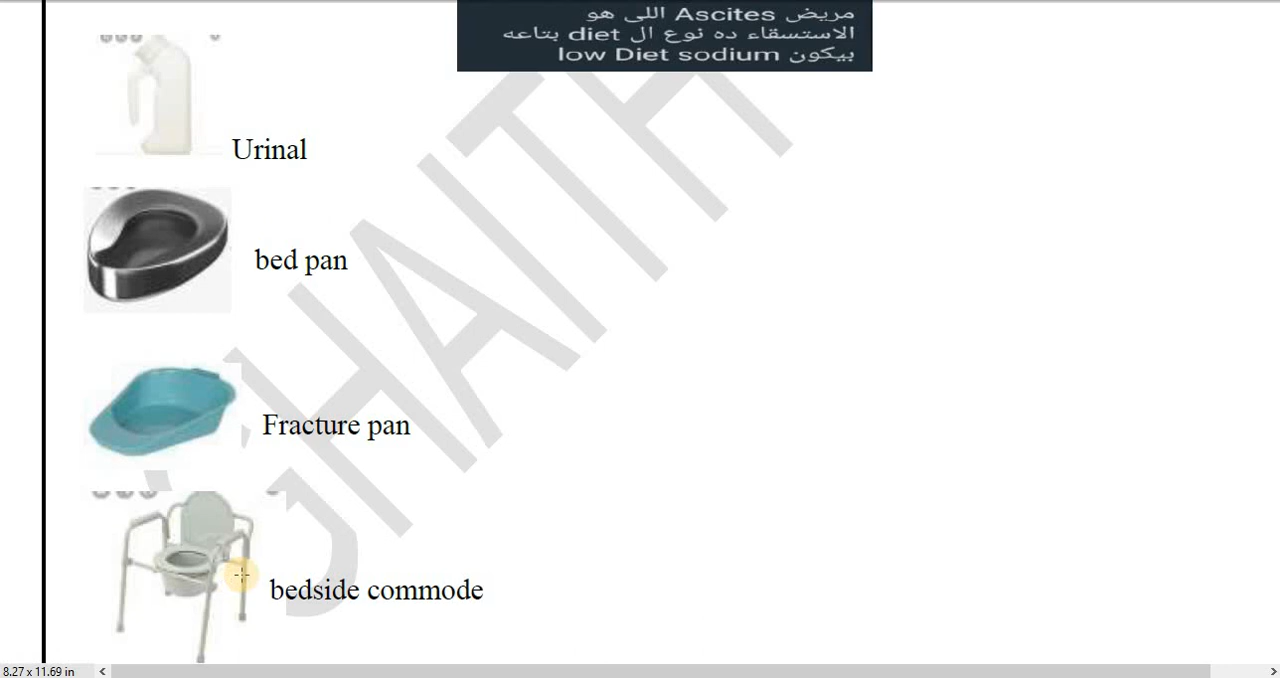 مريض Ascites اللى هو
الاستسقاء ده نوع ال diet بتاعه
بيكون low Diet sodium
Urinal
bed pan
Fracture pan
bedside commode
GHAITH
8.27 x 11.69 in